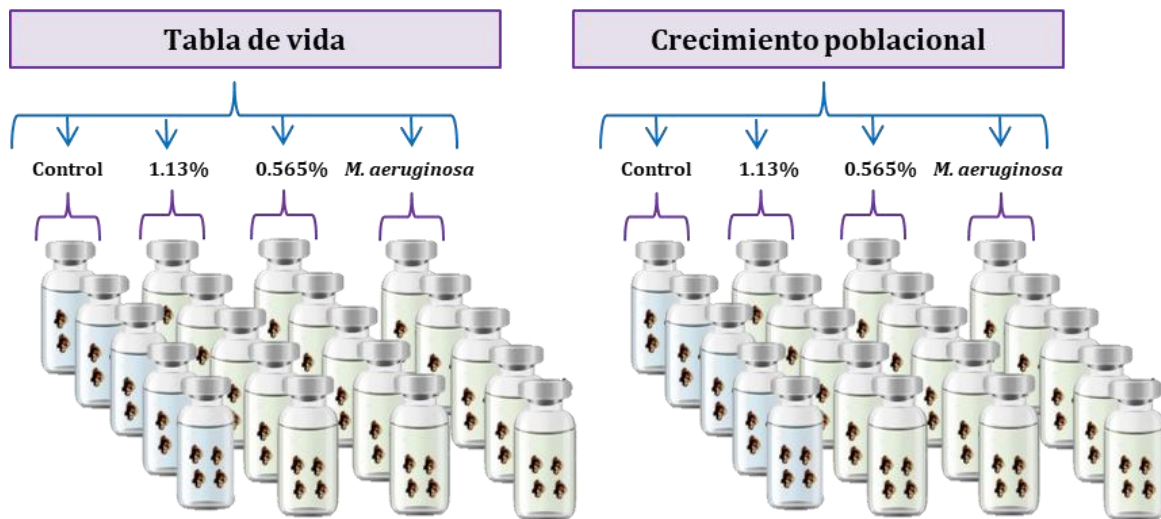 Tabla de vida
Crecimiento poblacional
Control 1.13% 0.565% M. aeruginosa
Control 1.13% 0.565% M. aeruginosa